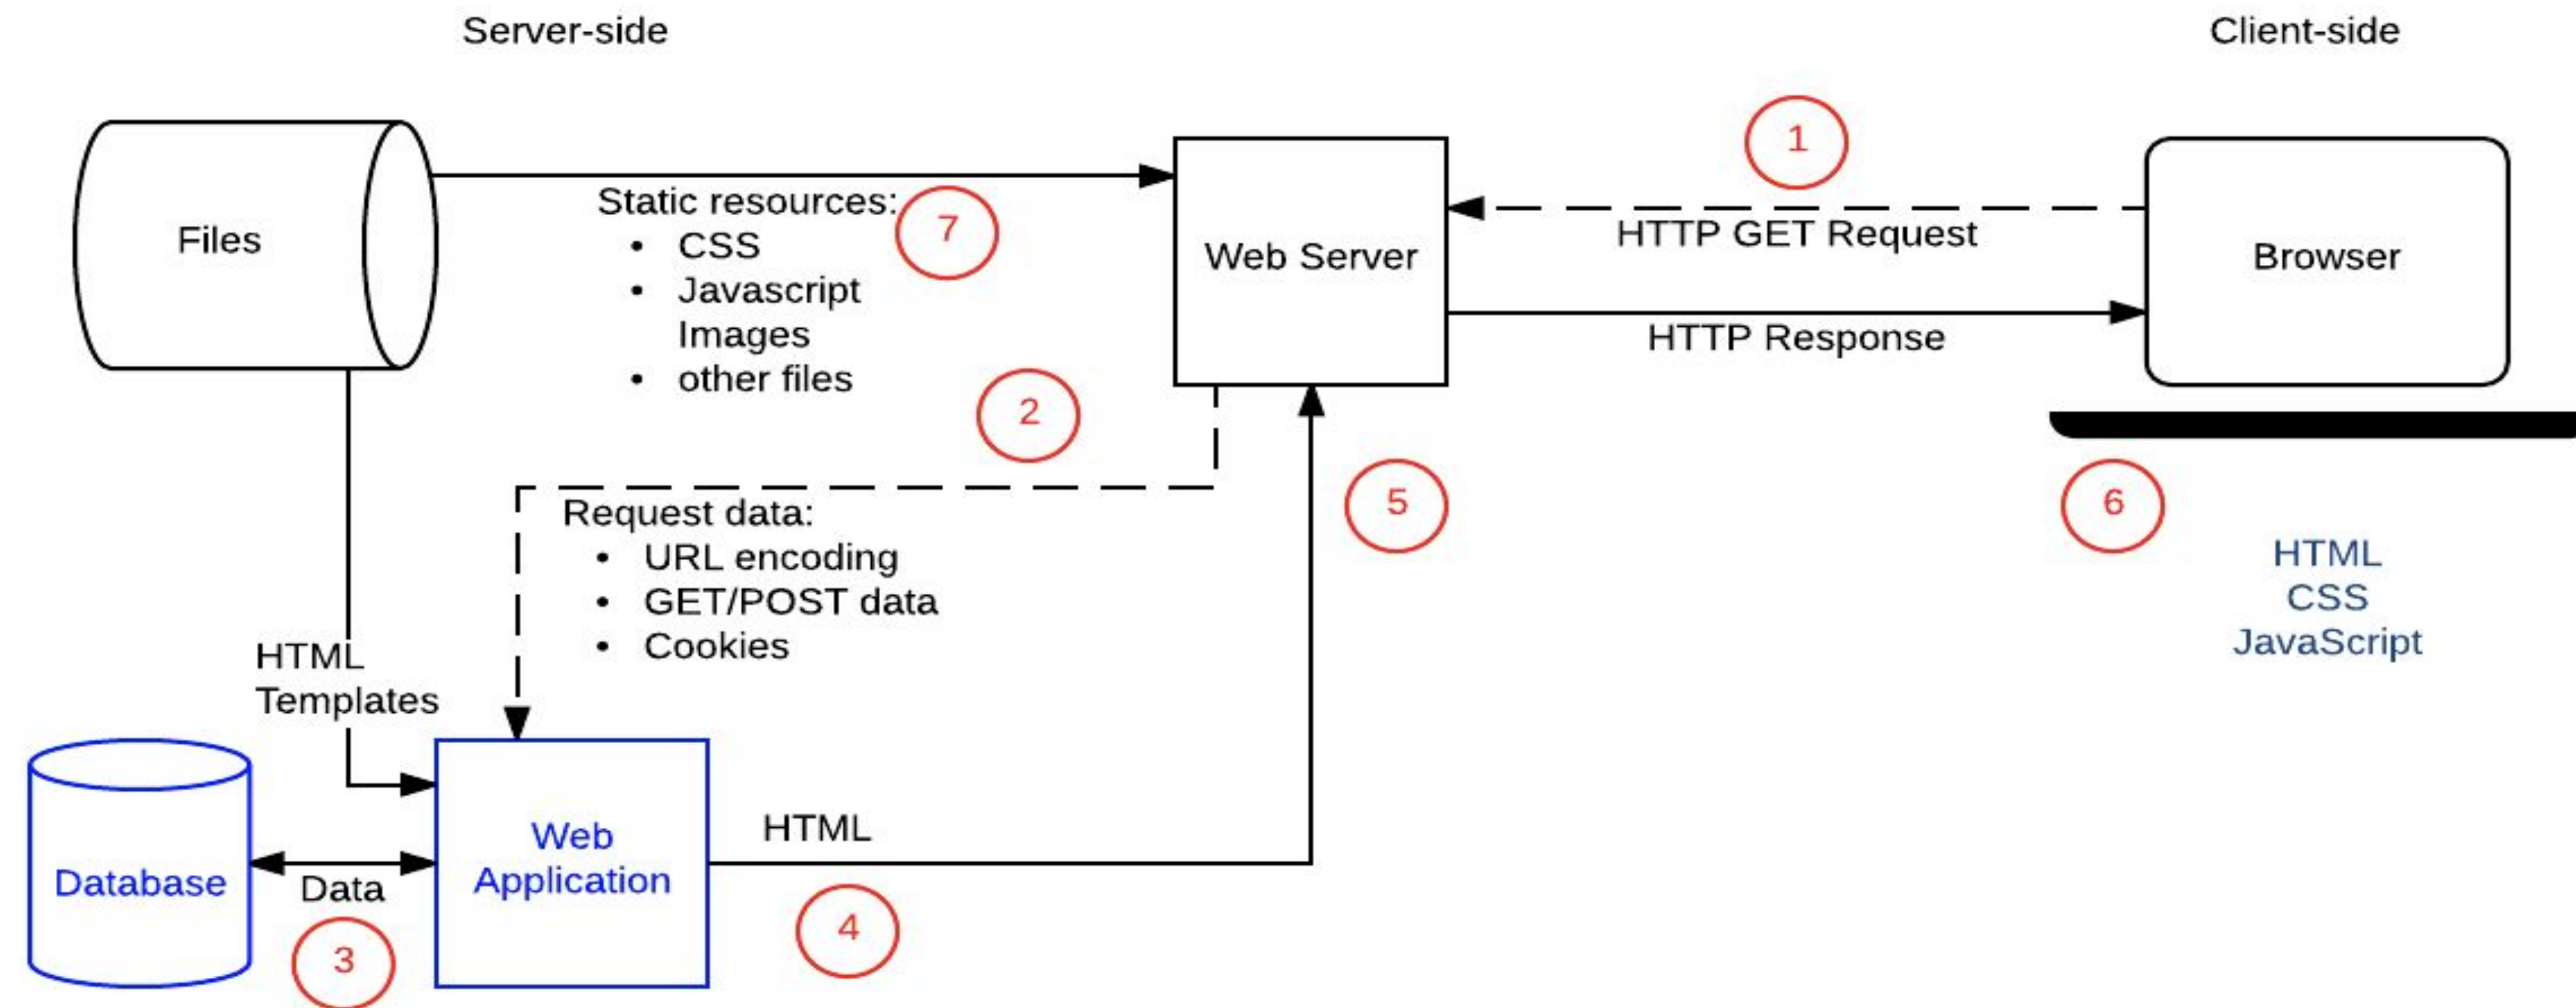 Server-side
Client-side
1
Files
Static resources:
• CSS
• Javascript
Images
• other files
7
Web Server
HTTP GET Request
HTTP Response
Browser
2
Request data:
• URL encoding
• GET/POST data
• Cookies
5
6
HTML
CSS
JavaScript
HTML
Templates
Database
Data
3
Web
Application
HTML
4